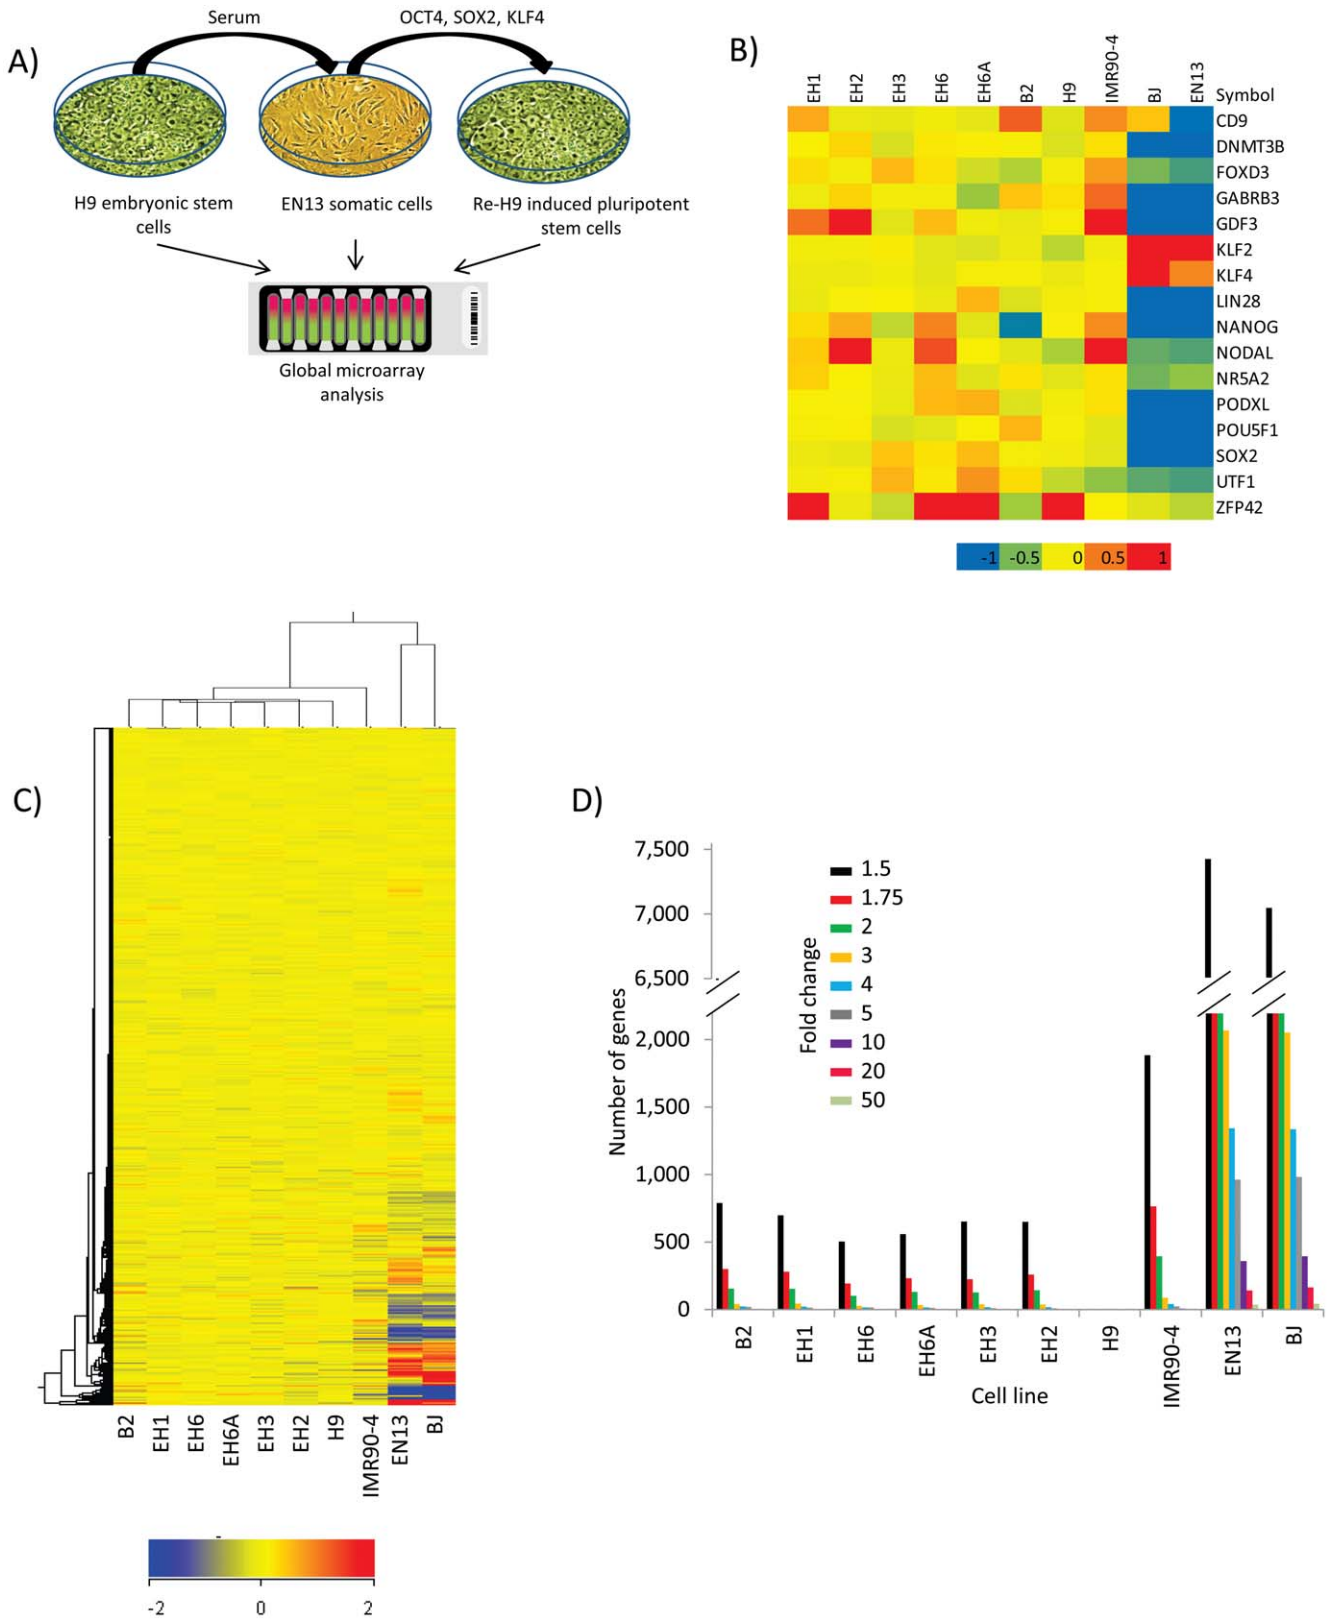 A)
Serum
OCT4, SOX2, KLF4
H9 embryonic stem
cells
EN13 somatic cells
Re-H9 induced pluripotent
stem cells
Global microarray
analysis
B)
EH1 EH2 EH3 EH6 EH6A B2 H9 IMR90-4 BJ EN13 Symbol
CD9
DNMT3B
FOXD3
GABRB3
GDF3
KLF2
KLF4
LIN28
NANOG
NODAL
NR5A2
PODXL
POU5F1
SOX2
UTF1
ZFP42
-1 -0.5 0 0.5 1
C)
B2 EH1 EH6 EH6A EH3 EH2 H9 IMR90-4 EN13 BJ
-2 0 2
D)
7,500
7,000
6,500
2,000
1,500
1,000
500
0
Number of genes
Fold change
1.5
1.75
2
3
4
5
10
20
50
B2 EH1 EH6 EH6A EH3 EH2 H9 IMR90-4 EN13 BJ
Cell line